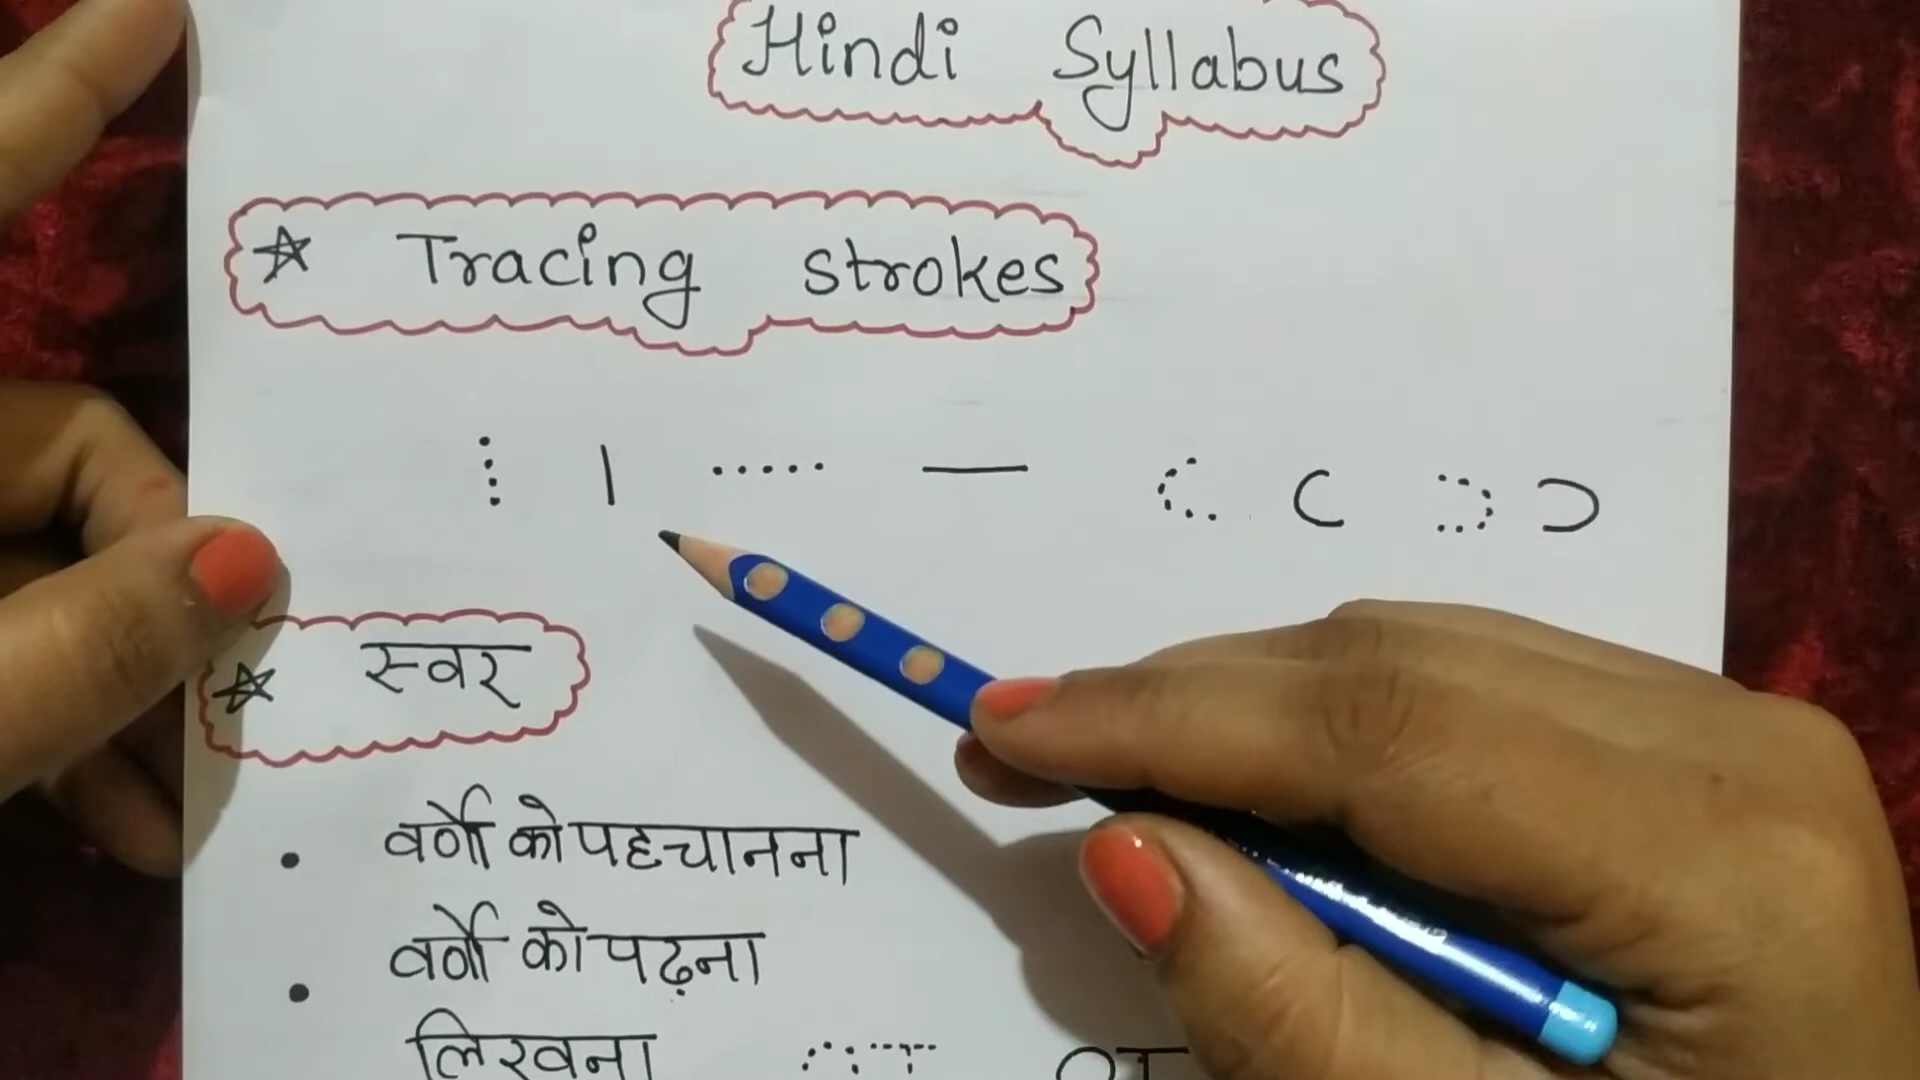 Hindi Syllabus
☆ Tracing strokes
☆ स्वर
• वर्णों को पहचानना
• वर्णों को पढ़ना
लिखना